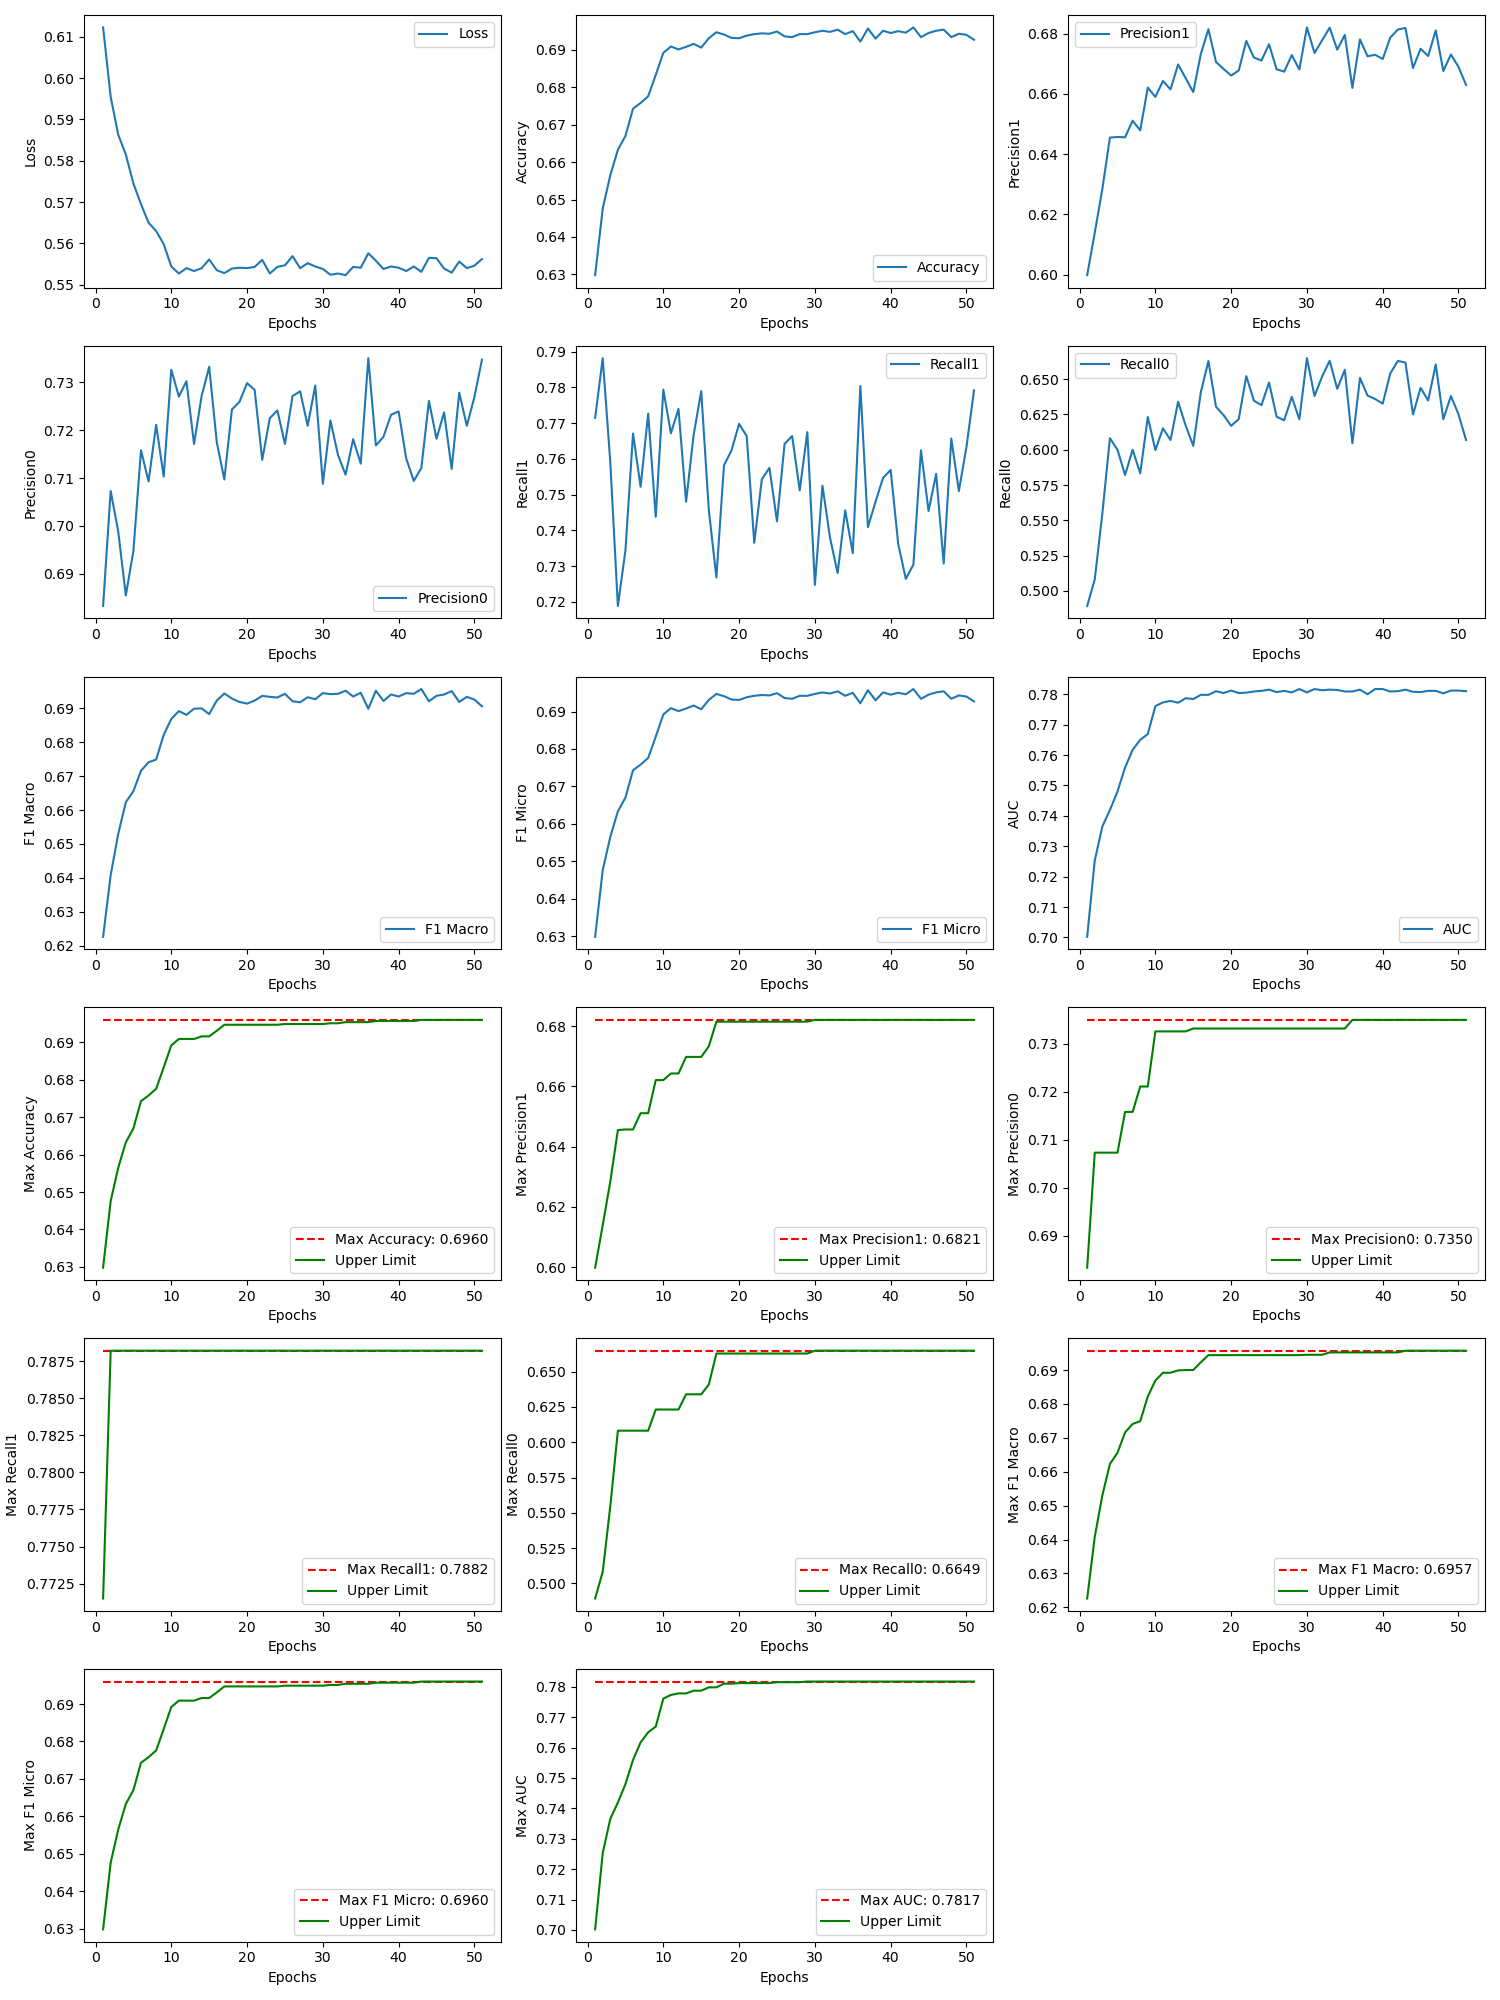 0.61
0.60
0.59
0.58
0.57
0.56
0.55
Loss
Loss
0 10 20 30 40 50
Epochs
0.69
0.68
0.67
0.66
0.65
0.64
0.63
Accuracy
Accuracy
0 10 20 30 40 50
Epochs
0.68
0.66
0.64
0.62
0.60
Precision1
Precision1
0 10 20 30 40 50
Epochs
0.73
0.72
0.71
0.70
0.69
Precision0
Precision0
0 10 20 30 40 50
Epochs
0.79
0.78
0.77
0.76
0.75
0.74
0.73
0.72
Recall1
Recall1
0 10 20 30 40 50
Epochs
0.650
0.625
0.600
0.575
0.550
0.525
0.500
Recall0
Recall0
0 10 20 30 40 50
Epochs
0.69
0.68
0.67
0.66
0.65
0.64
0.63
0.62
F1 Macro
F1 Macro
0 10 20 30 40 50
Epochs
0.69
0.68
0.67
0.66
0.65
0.64
0.63
F1 Micro
F1 Micro
0 10 20 30 40 50
Epochs
0.78
0.77
0.76
0.75
0.74
0.73
0.72
0.71
0.70
AUC
AUC
0 10 20 30 40 50
Epochs
0.69
0.68
0.67
0.66
0.65
0.64
0.63
Max Accuracy
Max Accuracy: 0.6960
Upper Limit
0 10 20 30 40 50
Epochs
0.68
0.66
0.64
0.62
0.60
Max Precision1
Max Precision1: 0.6821
Upper Limit
0 10 20 30 40 50
Epochs
0.73
0.72
0.71
0.70
0.69
Max Precision0
Max Precision0: 0.7350
Upper Limit
0 10 20 30 40 50
Epochs
0.7875
0.7850
0.7825
0.7800
0.7775
0.7750
0.7725
Max Recall1
Max Recall1: 0.7882
Upper Limit
0 10 20 30 40 50
Epochs
0.650
0.625
0.600
0.575
0.550
0.525
0.500
Max Recall0
Max Recall0: 0.6649
Upper Limit
0 10 20 30 40 50
Epochs
0.69
0.68
0.67
0.66
0.65
0.64
0.63
0.62
Max F1 Macro
Max F1 Macro: 0.6957
Upper Limit
0 10 20 30 40 50
Epochs
0.69
0.68
0.67
0.66
0.65
0.64
0.63
Max F1 Micro
Max F1 Micro: 0.6960
Upper Limit
0 10 20 30 40 50
Epochs
0.78
0.77
0.76
0.75
0.74
0.73
0.72
0.71
0.70
Max AUC
Max AUC: 0.7817
Upper Limit
0 10 20 30 40 50
Epochs